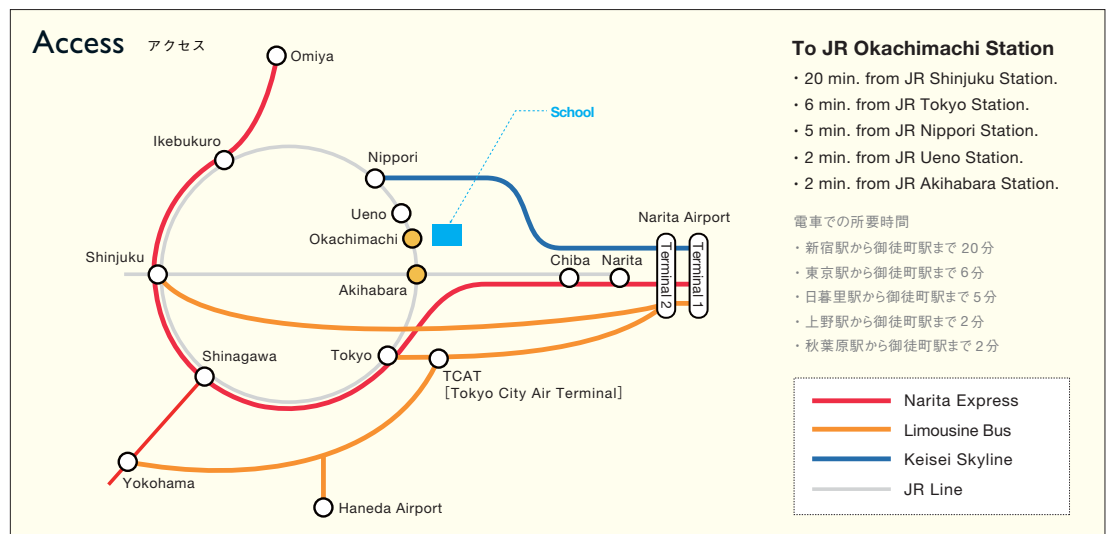 Access アクセス
Omiya
Ikebukuro
School
Nippori
Ueno
Okachimachi
Narita Airport
Terminal 2
Terminal 1
Shinjuku
Chiba
Narita
Akihabara
Shinagawa
Tokyo
TCAT
[Tokyo City Air Terminal]
Yokohama
Haneda Airport
To JR Okachimachi Station
・20 min. from JR Shinjuku Station.
・6 min. from JR Tokyo Station.
・5 min. from JR Nippori Station.
・2 min. from JR Ueno Station.
・2 min. from JR Akihabara Station.
電車での所要時間
・新宿駅から御徒町駅まで20分
・東京駅から御徒町駅まで6分
・日暮里駅から御徒町駅まで5分
・上野駅から御徒町駅まで2分
・秋葉原駅から御徒町駅まで2分
Narita Express
Limousine Bus
Keisei Skyline
JR Line